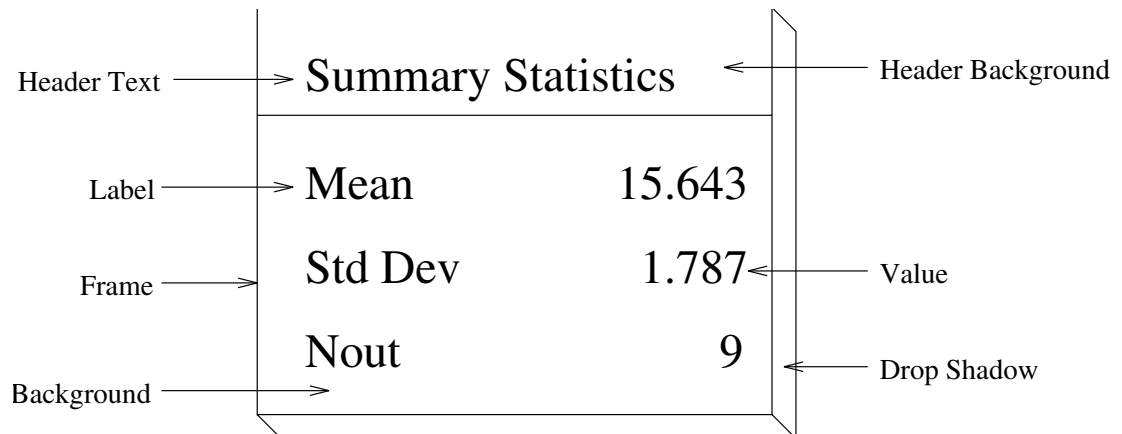 Header Text
Summary Statistics
Header Background
Label
Mean 15.643
Frame
Std Dev 1.787
Value
Nout 9
Background
Drop Shadow